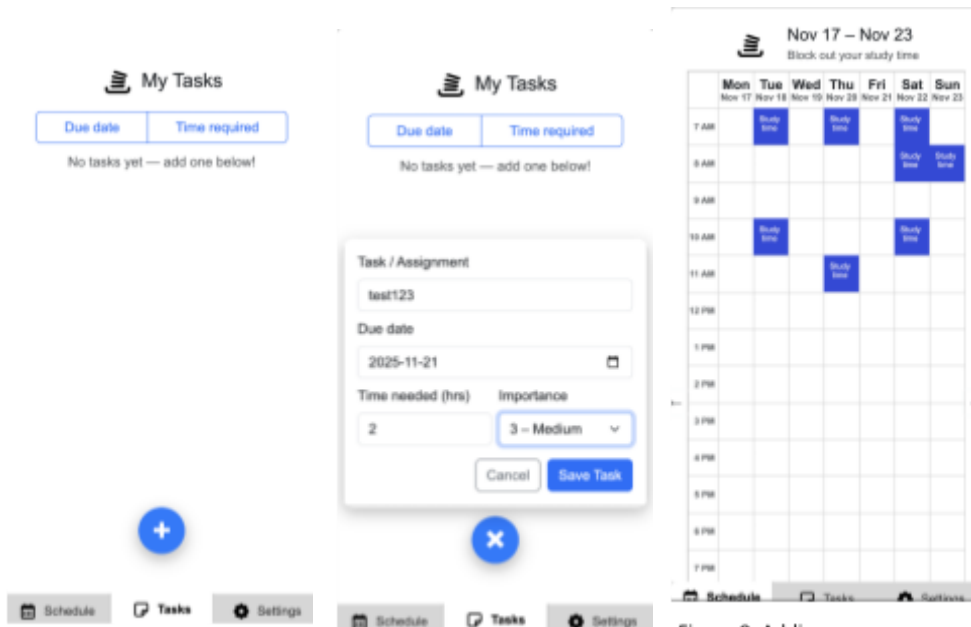 My Tasks
Due date Time required
No tasks yet — add one below!
Schedule Tasks Settings
My Tasks
Due date Time required
No tasks yet — add one below!
Task / Assignment
test123
Due date
2025-11-21
Time needed (hrs) Importance
2 3 – Medium
Cancel Save Task
Schedule Tasks Settings
Nov 17 – Nov 23
Block out your study time
Mon Tue Wed Thu Fri Sat Sun
Nov 17 Nov 18 Nov 19 Nov 20 Nov 21 Nov 22 Nov 23
7 AM Study time Study time Study time
8 AM Study time Study time
9 AM
10 AM Study time Study time
11 AM Study time
12 PM
1 PM
2 PM
3 PM
4 PM
5 PM
6 PM
7 PM
Schedule Tasks Settings